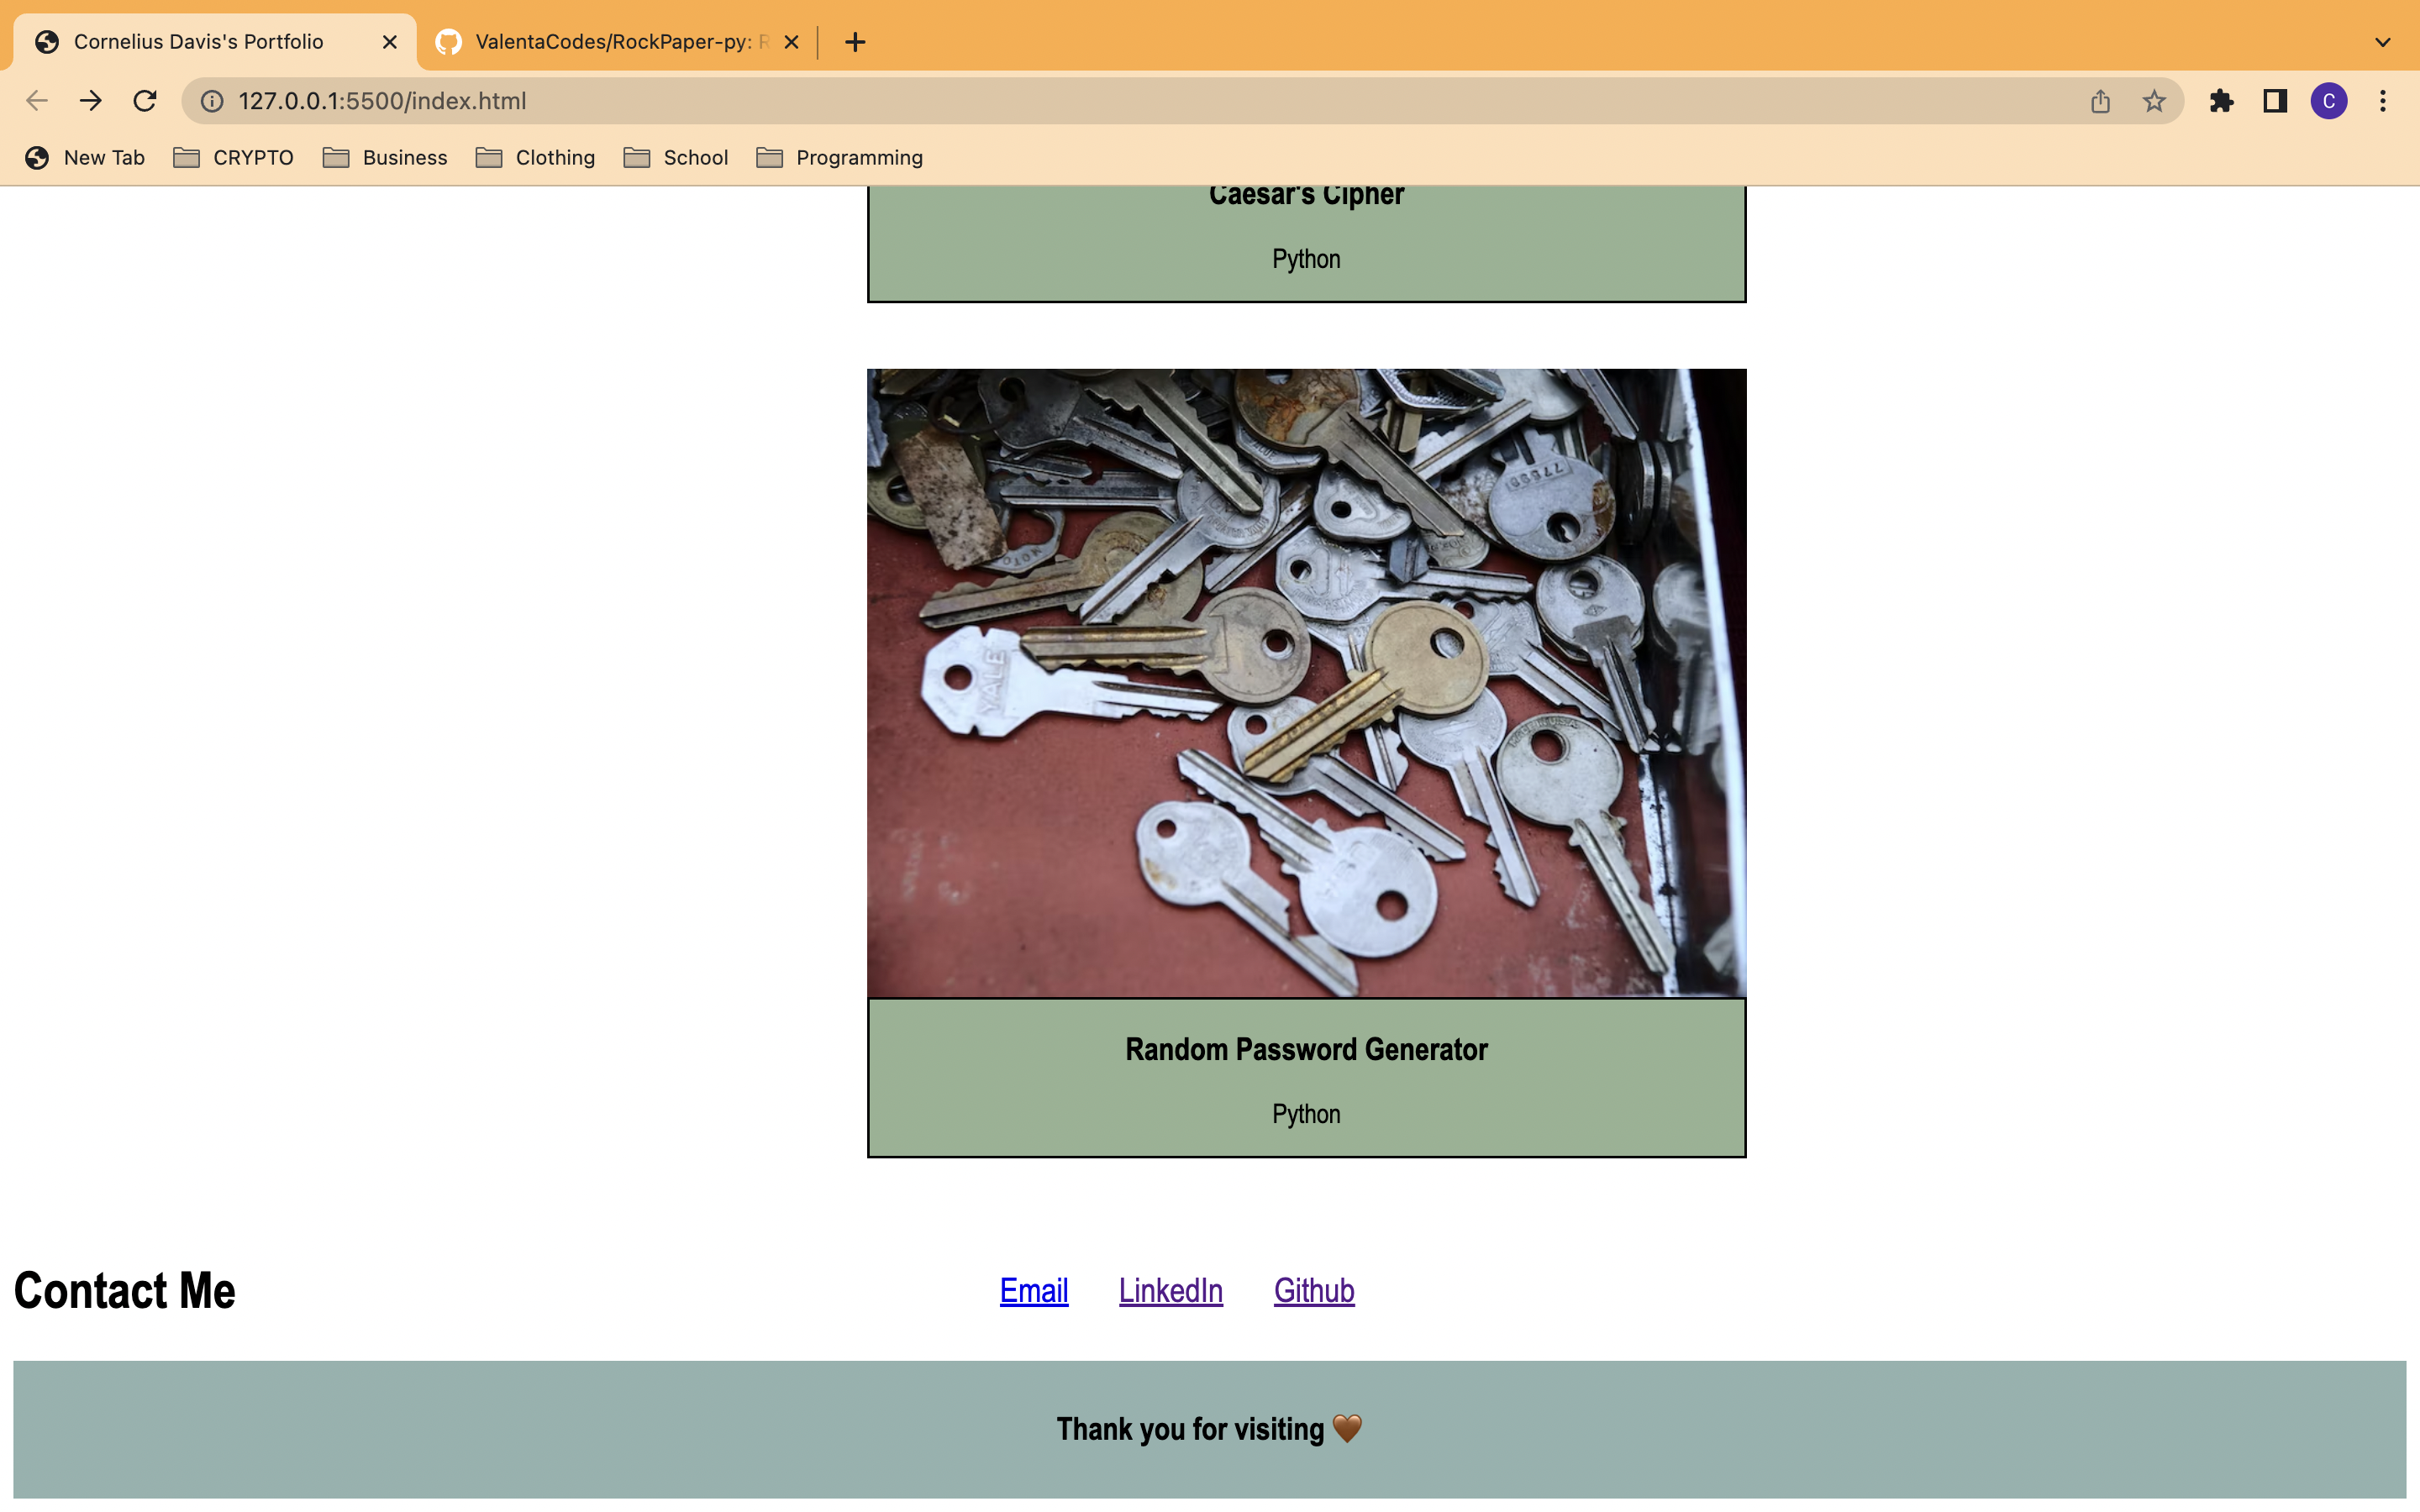 Cornelius Davis's Portfolio
ValentaCodes/RockPaper-py: R
127.0.0.1:5500/index.html
C
New Tab CRYPTO Business Clothing School Programming
Caesar's Cipher
Python
YALE
Random Password Generator
Python
Contact Me
Email LinkedIn Github
Thank you for visiting 🤎